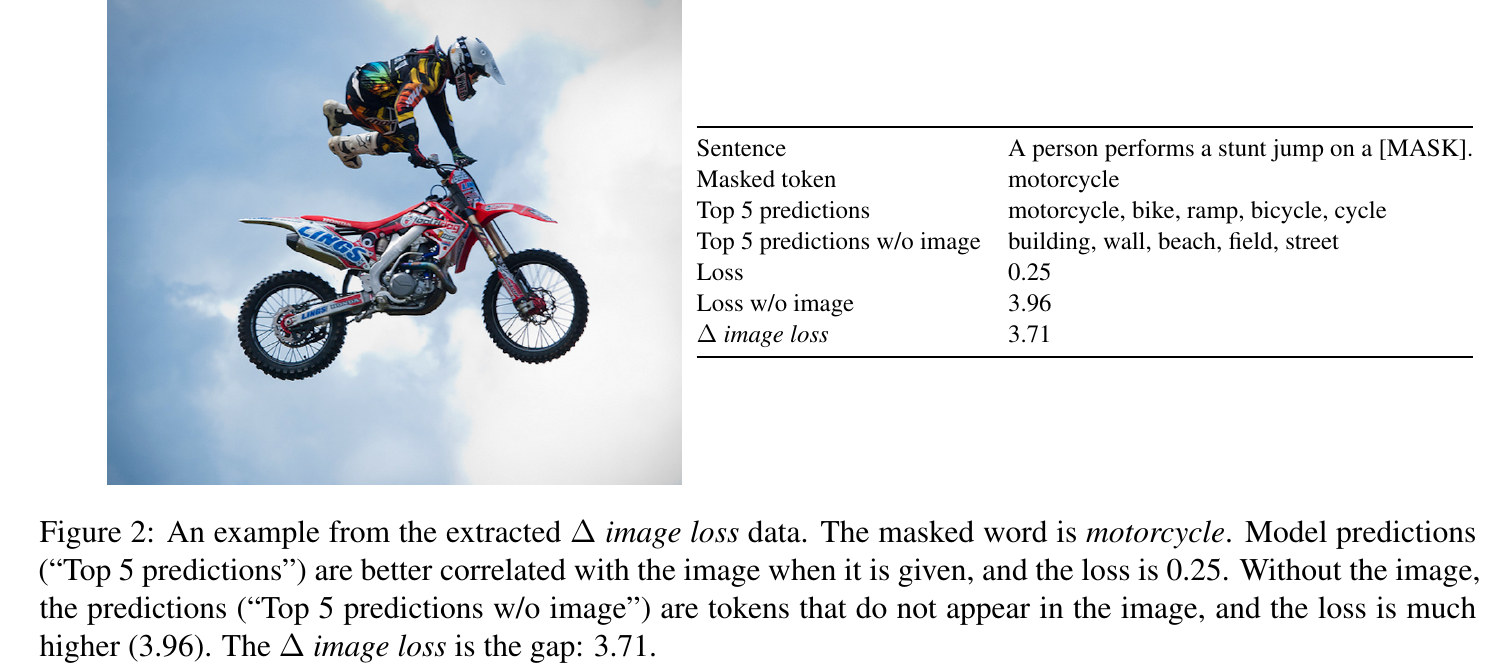 LINGS
LINGS
Sentence A person performs a stunt jump on a [MASK].
Masked token motorcycle
Top 5 predictions motorcycle, bike, ramp, bicycle, cycle
Top 5 predictions w/o image building, wall, beach, field, street
Loss 0.25
Loss w/o image 3.96
Δ image loss 3.71
Figure 2: An example from the extracted Δ image loss data. The masked word is motorcycle. Model predictions
(“Top 5 predictions”) are better correlated with the image when it is given, and the loss is 0.25. Without the image,
the predictions (“Top 5 predictions w/o image”) are tokens that do not appear in the image, and the loss is much
higher (3.96). The Δ image loss is the gap: 3.71.